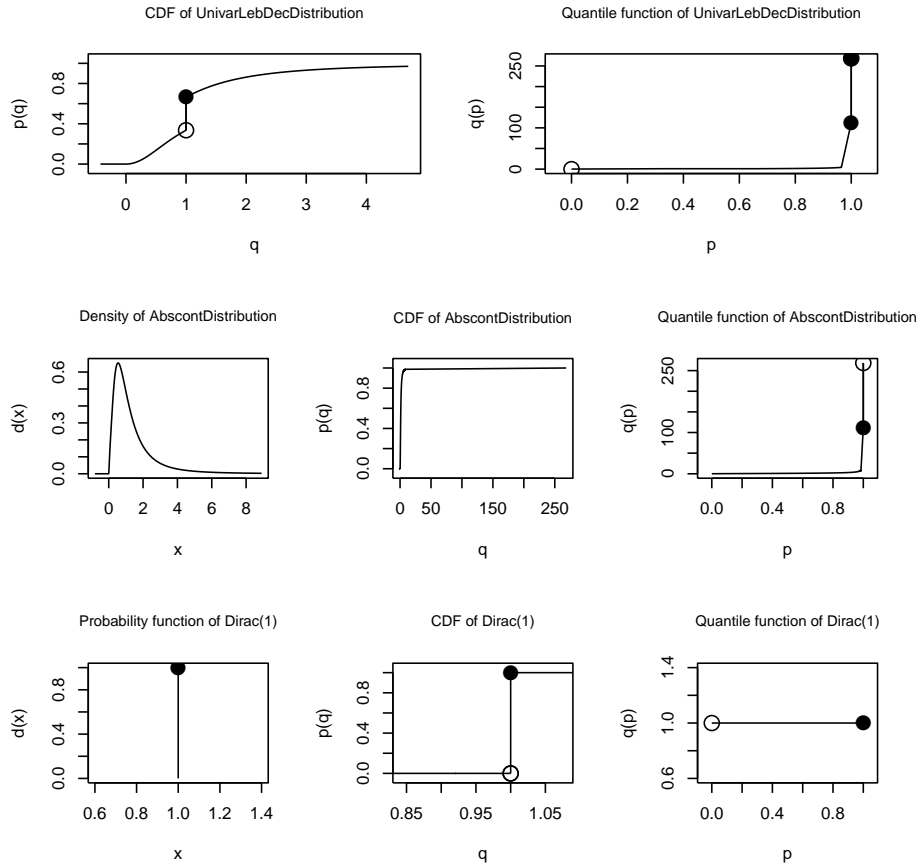 CDF of UnivarLebDecDistribution
p(q)
0.0 0.4 0.8
0 1 2 3 4
q
Quantile function of UnivarLebDecDistribution
q(p)
0 100 250
0.0 0.2 0.4 0.6 0.8 1.0
p
Density of AbscontDistribution
d(x)
0.0 0.3 0.6
0 2 4 6 8
x
CDF of AbscontDistribution
p(q)
0.0 0.4 0.8
0 50 150 250
q
Quantile function of AbscontDistribution
q(p)
0 100 250
0.0 0.4 0.8
p
Probability function of Dirac(1)
d(x)
0.0 0.4 0.8
0.6 0.8 1.0 1.2 1.4
x
CDF of Dirac(1)
p(q)
0.0 0.4 0.8
0.85 0.95 1.05
q
Quantile function of Dirac(1)
q(p)
0.6 1.0 1.4
0.0 0.4 0.8
p